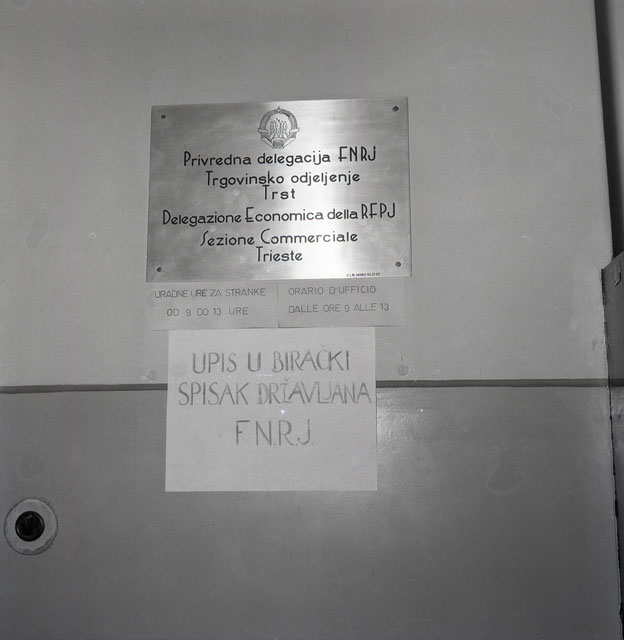 Privredna delegacija FNRJ
Trgovinsko odjeljenje
Trst
Delegazione Economica della RFPJ
Sezione Commerciale
Trieste
URADNE URE ZA STRANKE
OD 9 DO 13 URE
ORARIO D'UFFICIO
DALLE ORE 9 ALLE 13
UPIS U BIRAČKI
SPISAK DRŽAVLJANA
F.N.R.J.